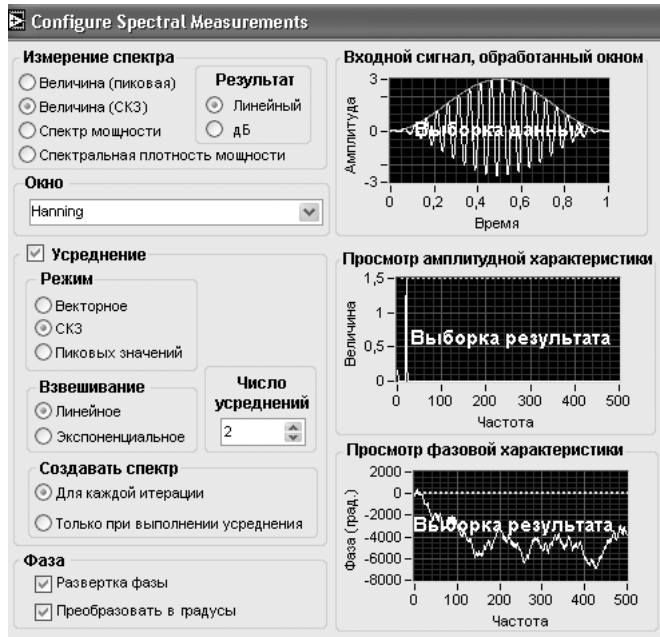 Configure Spectral Measurements
Измерение спектра
Величина (пиковая)
Величина (СКЗ)
Спектр мощности
Спектральная плотность мощности
Результат
Линейный
дБ
Окно
Hanning
Усреднение
Режим
Векторное
СКЗ
Пиковых значений
Взвешивание
Линейное
Экспоненциальное
Число
усреднений
2
Создавать спектр
Для каждой итерации
Только при выполнении усреднения
Фаза
Развертка фазы
Преобразовать в градусы
Входной сигнал, обработанный окном
Амплитуда
3
0
-3
Выборка данных
0 0,2 0,4 0,6 0,8 1
Время
Просмотр амплитудной характеристики
Величина
1,5
1
0,5
0
Выборка результата
0 100 200 300 400 500
Частота
Просмотр фазовой характеристики
Фаза (град.)
2000
0
-2000
-4000
-6000
-8000
Выборка результата
0 100 200 300 400 500
Частота